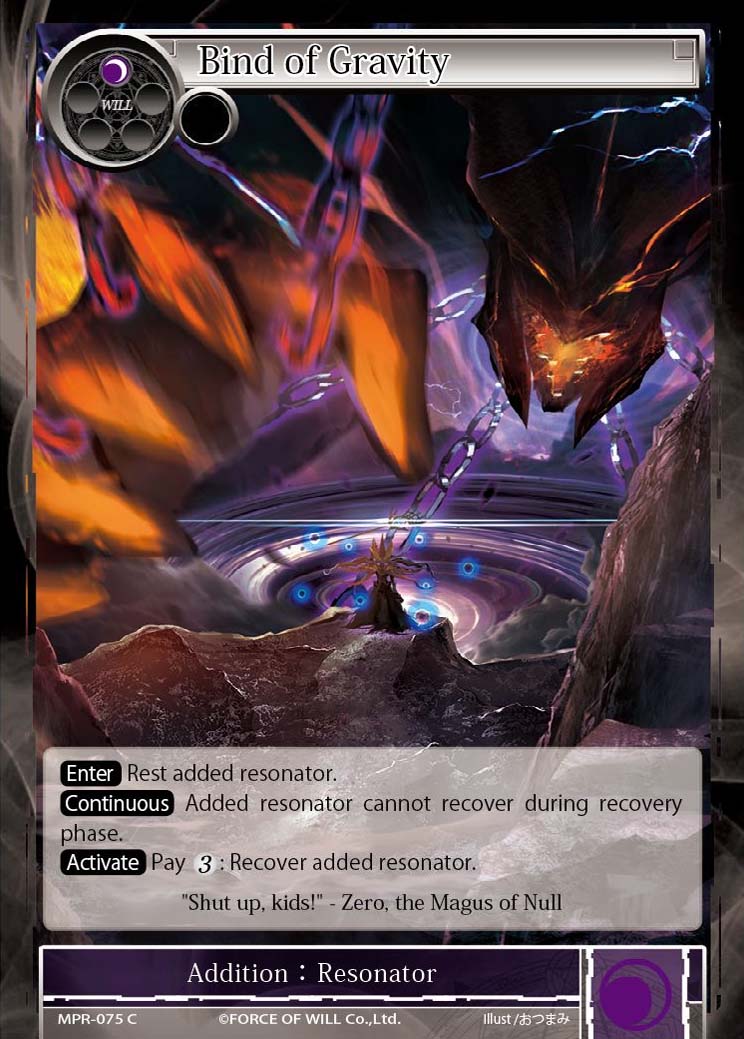 Bind of Gravity
WILL
Enter Rest added resonator.
Continuous Added resonator cannot recover during recovery
phase.
Activate Pay 3 : Recover added resonator.
"Shut up, kids!" - Zero, the Magus of Null
Addition : Resonator
MPR-075 C ©FORCE OF WILL Co.,Ltd. Illust /おつまみ